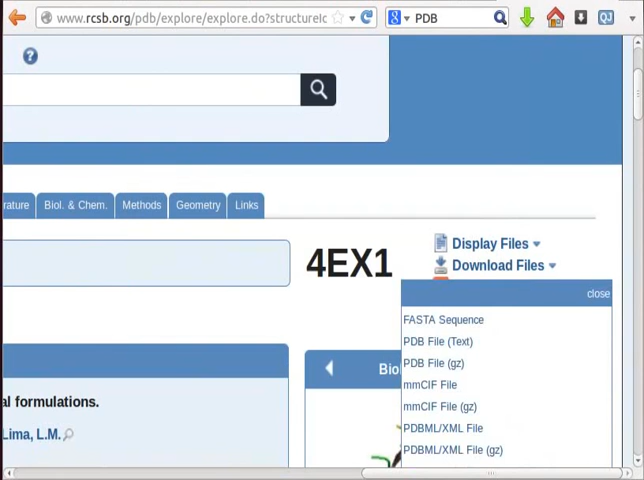 www.rcsb.org/pdb/explore/explore.do?structureIc
PDB
QJ
?
rature
Biol. & Chem.
Methods
Geometry
Links
4EX1
Display Files
Download Files
close
FASTA Sequence
PDB File (Text)
PDB File (gz)
mmCIF File
mmCIF File (gz)
PDBML/XML File
PDBML/XML File (gz)
Bio
al formulations.
Lima, L.M.